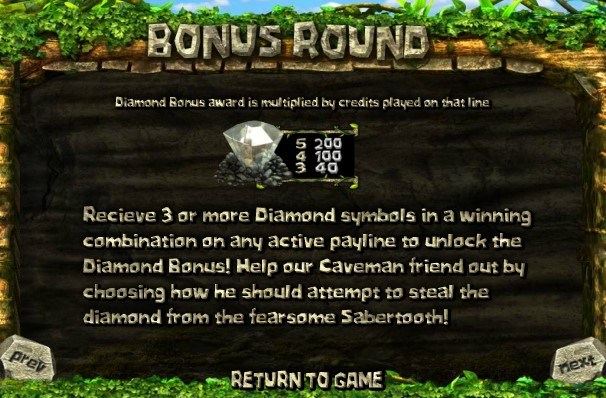 BONUS ROUND
Diamond Bonus award is multiplied by credits played on that line
5 200
4 100
3 40
Recieve 3 or more Diamond symbols in a winning
combination on any active payline to unlock the
Diamond Bonus! Help our Caveman friend out by
choosing how he should attempt to steal the
diamond from the fearsome Sabertooth!
prev
next
RETURN TO GAME